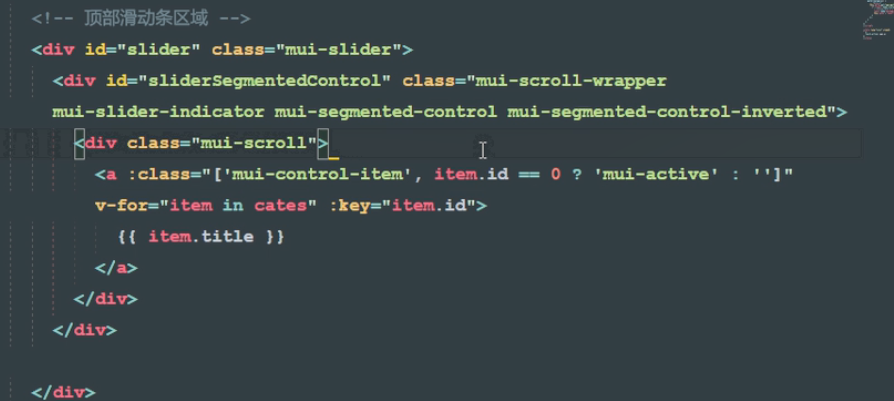 <!-- 顶部滑动条区域 -->
<div id="slider" class="mui-slider">
<div id="sliderSegmentedControl" class="mui-scroll-wrapper
mui-slider-indicator mui-segmented-control mui-segmented-control-inverted">
<div class="mui-scroll">
<a :class="['mui-control-item', item.id == 0 ? 'mui-active' : '']"
v-for="item in cates" :key="item.id">
{{ item.title }}
</a>
</div>
</div>
</div>